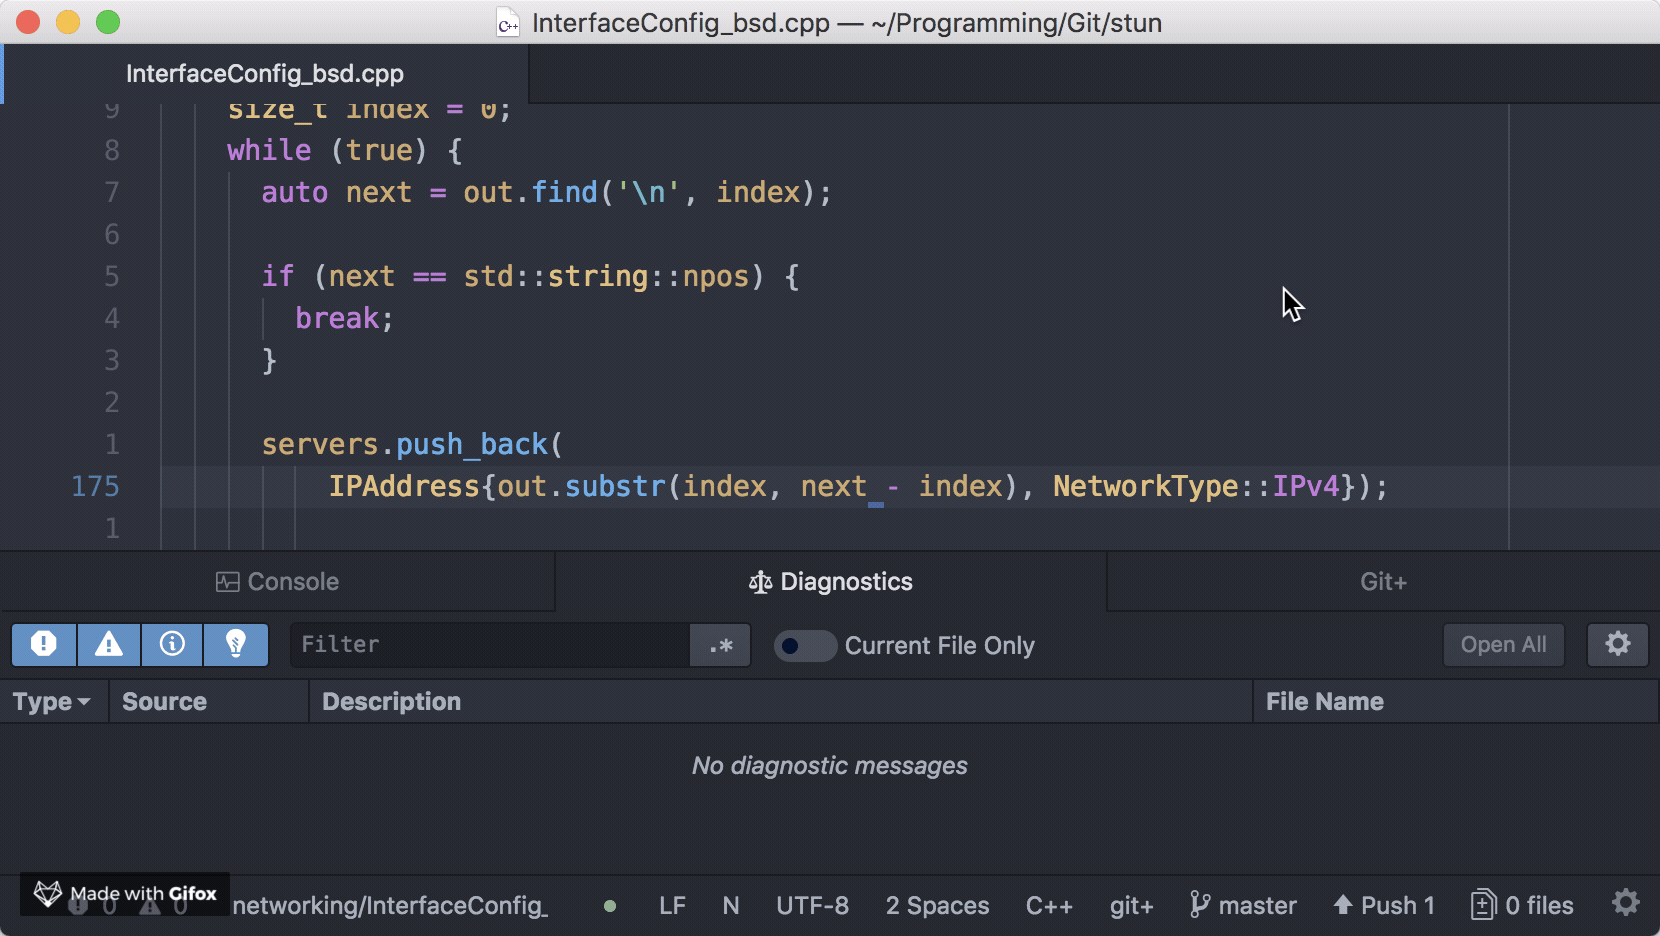 InterfaceConfig_bsd.cpp — ~/Programming/Git/stun
InterfaceConfig_bsd.cpp
9 size_t index = 0;
8 while (true) {
7 auto next = out.find('\n', index);
6
5 if (next == std::string::npos) {
4 break;
3 }
2
1 servers.push_back(
175 IPAddress{out.substr(index, next - index), NetworkType::IPv4});
1
Console Diagnostics Git+
Filter .* Current File Only Open All
Type Source Description File Name
No diagnostic messages
Made with Gifox
0 0 networking/InterfaceConfig_ LF N UTF-8 2 Spaces C++ git+ master Push 1 0 files